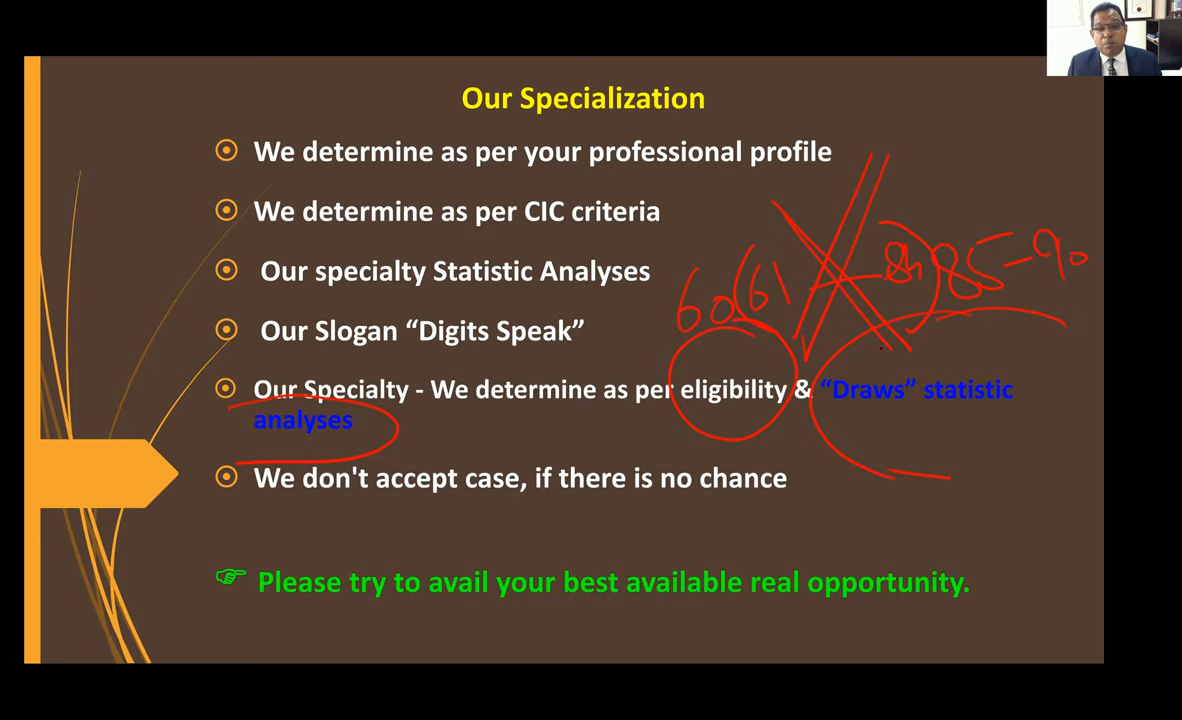 Our Specialization
We determine as per your professional profile
We determine as per CIC criteria
Our specialty Statistic Analyses
Our Slogan “Digits Speak”
60 61 85-90
Our Specialty - We determine as per eligibility & “Draws” statistic
analyses
We don't accept case, if there is no chance
Please try to avail your best available real opportunity.